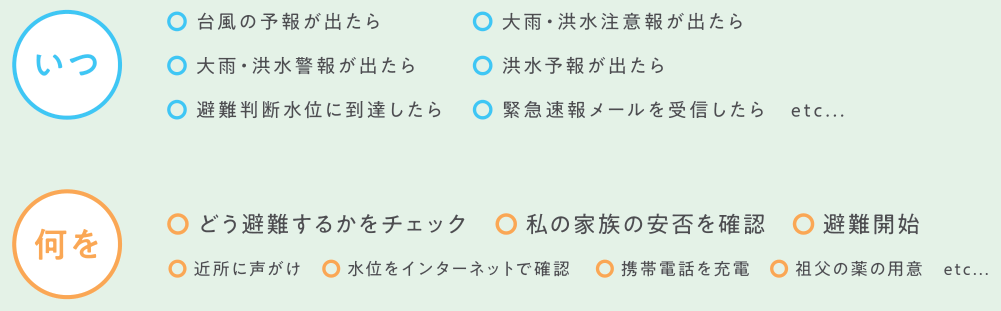 いつ
台風の予報が出たら
大雨・洪水注意報が出たら
大雨・洪水警報が出たら
洪水予報が出たら
避難判断水位に到達したら
緊急速報メールを受信したら etc...
何を
どう避難するかをチェック
私の家族の安否を確認
避難開始
近所に声がけ
水位をインターネットで確認
携帯電話を充電
祖父の薬の用意 etc...